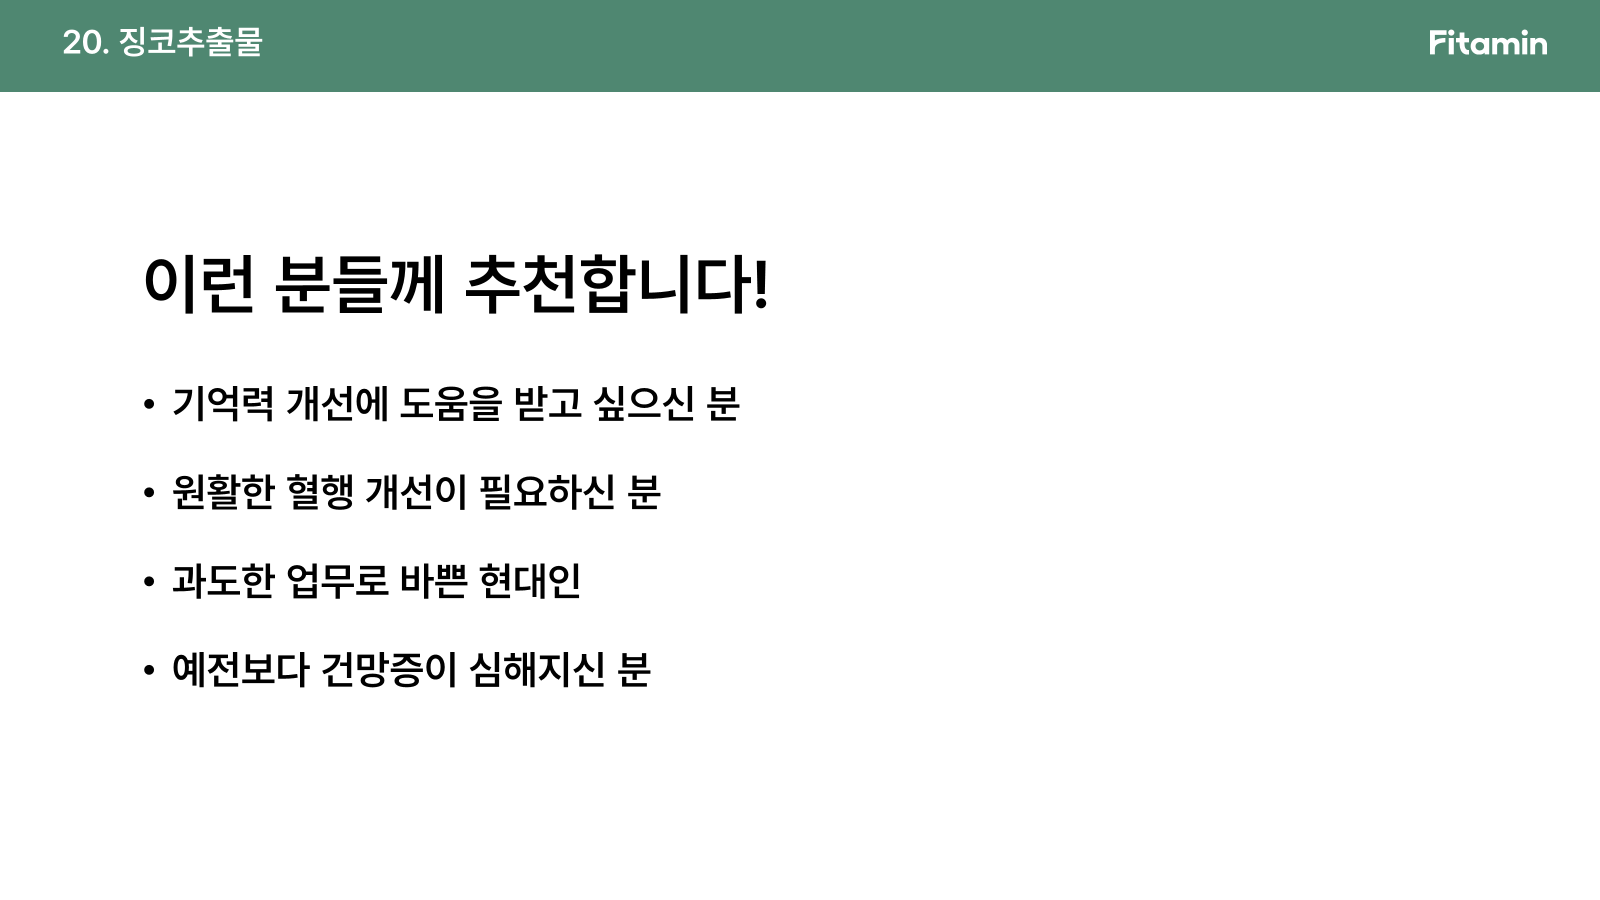 20. 징코추출물
Fitamin
이런 분들께 추천합니다!
• 기억력 개선에 도움을 받고 싶으신 분
• 원활한 혈행 개선이 필요하신 분
• 과도한 업무로 바쁜 현대인
• 예전보다 건망증이 심해지신 분